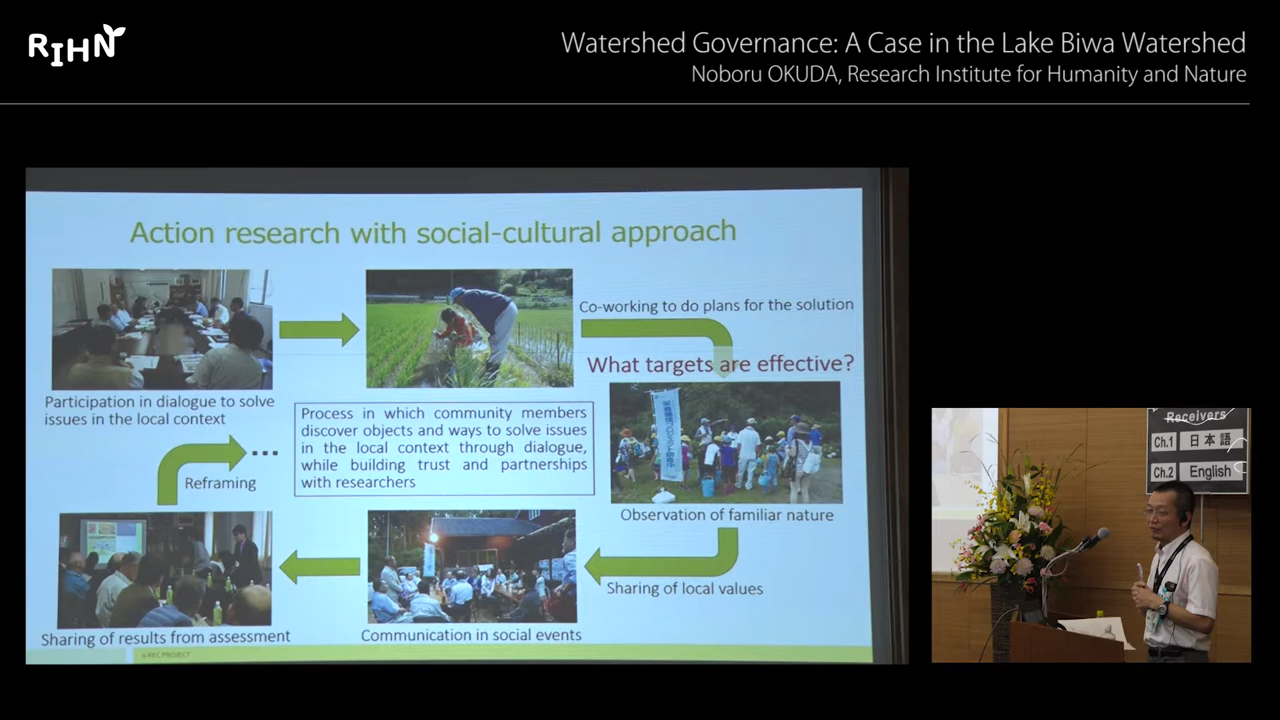 RIHN
Watershed Governance: A Case in the Lake Biwa Watershed
Noboru OKUDA, Research Institute for Humanity and Nature
Action research with social-cultural approach
Participation in dialogue to solve
issues in the local context
Co-working to do plans for the solution
What targets are effective?
Process in which community members
discover objects and ways to solve issues
in the local context through dialogue,
while building trust and partnerships
with researchers
Observation of familiar nature
Reframing
...
Sharing of local values
Sharing of results from assessment
Communication in social events
e-REC PROJECT
Receivers
Ch.1 日本語
Ch.2 English